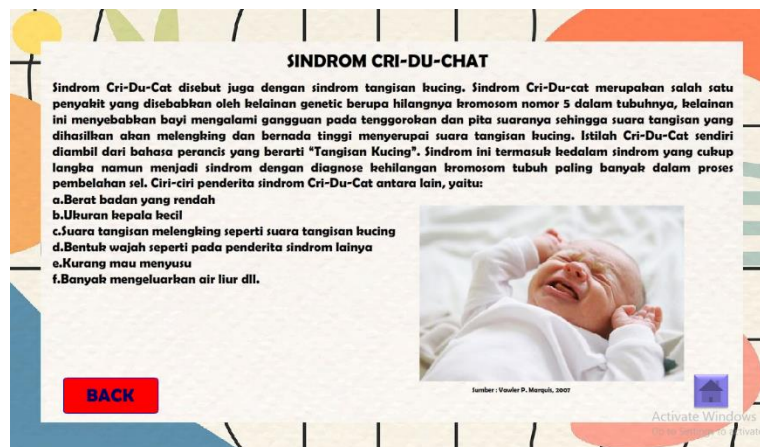 SINDROM CRI-DU-CHAT
Sindrom Cri-Du-Cat disebut juga dengan sindrom tangisan kucing. Sindrom Cri-Du-cat merupakan salah satu
penyakit yang disebabkan oleh kelainan genetic berupa hilangnya kromosom nomor 5 dalam tubuhnya, kelainan
ini menyebabkan bayi mengalami gangguan pada tenggorokan dan pita suaranya sehingga suara tangisan yang
dihasilkan akan melengking dan bernada tinggi menyerupai suara tangisan kucing. Istilah Cri-Du-Cat sendiri
diambil dari bahasa perancis yang berarti "Tangisan Kucing". Sindrom ini termasuk kedalam sindrom yang cukup
langka namun menjadi sindrom dengan diagnose kehilangan kromosom tubuh paling banyak dalam proses
pembelahan sel. Ciri-ciri penderita sindrom Cri-Du-Cat antara lain, yaitu:
a.Berat badan yang rendah
b.Ukuran kepala kecil
c.Suara tangisan melengking seperti suara tangisan kucing
d.Bentuk wajah seperti pada penderita sindrom lainya
e.Kurang mau menyusu
f.Banyak mengeluarkan air liur dll.
Sumber : Vawler P. Marquis, 2007
BACK
Activate Windows